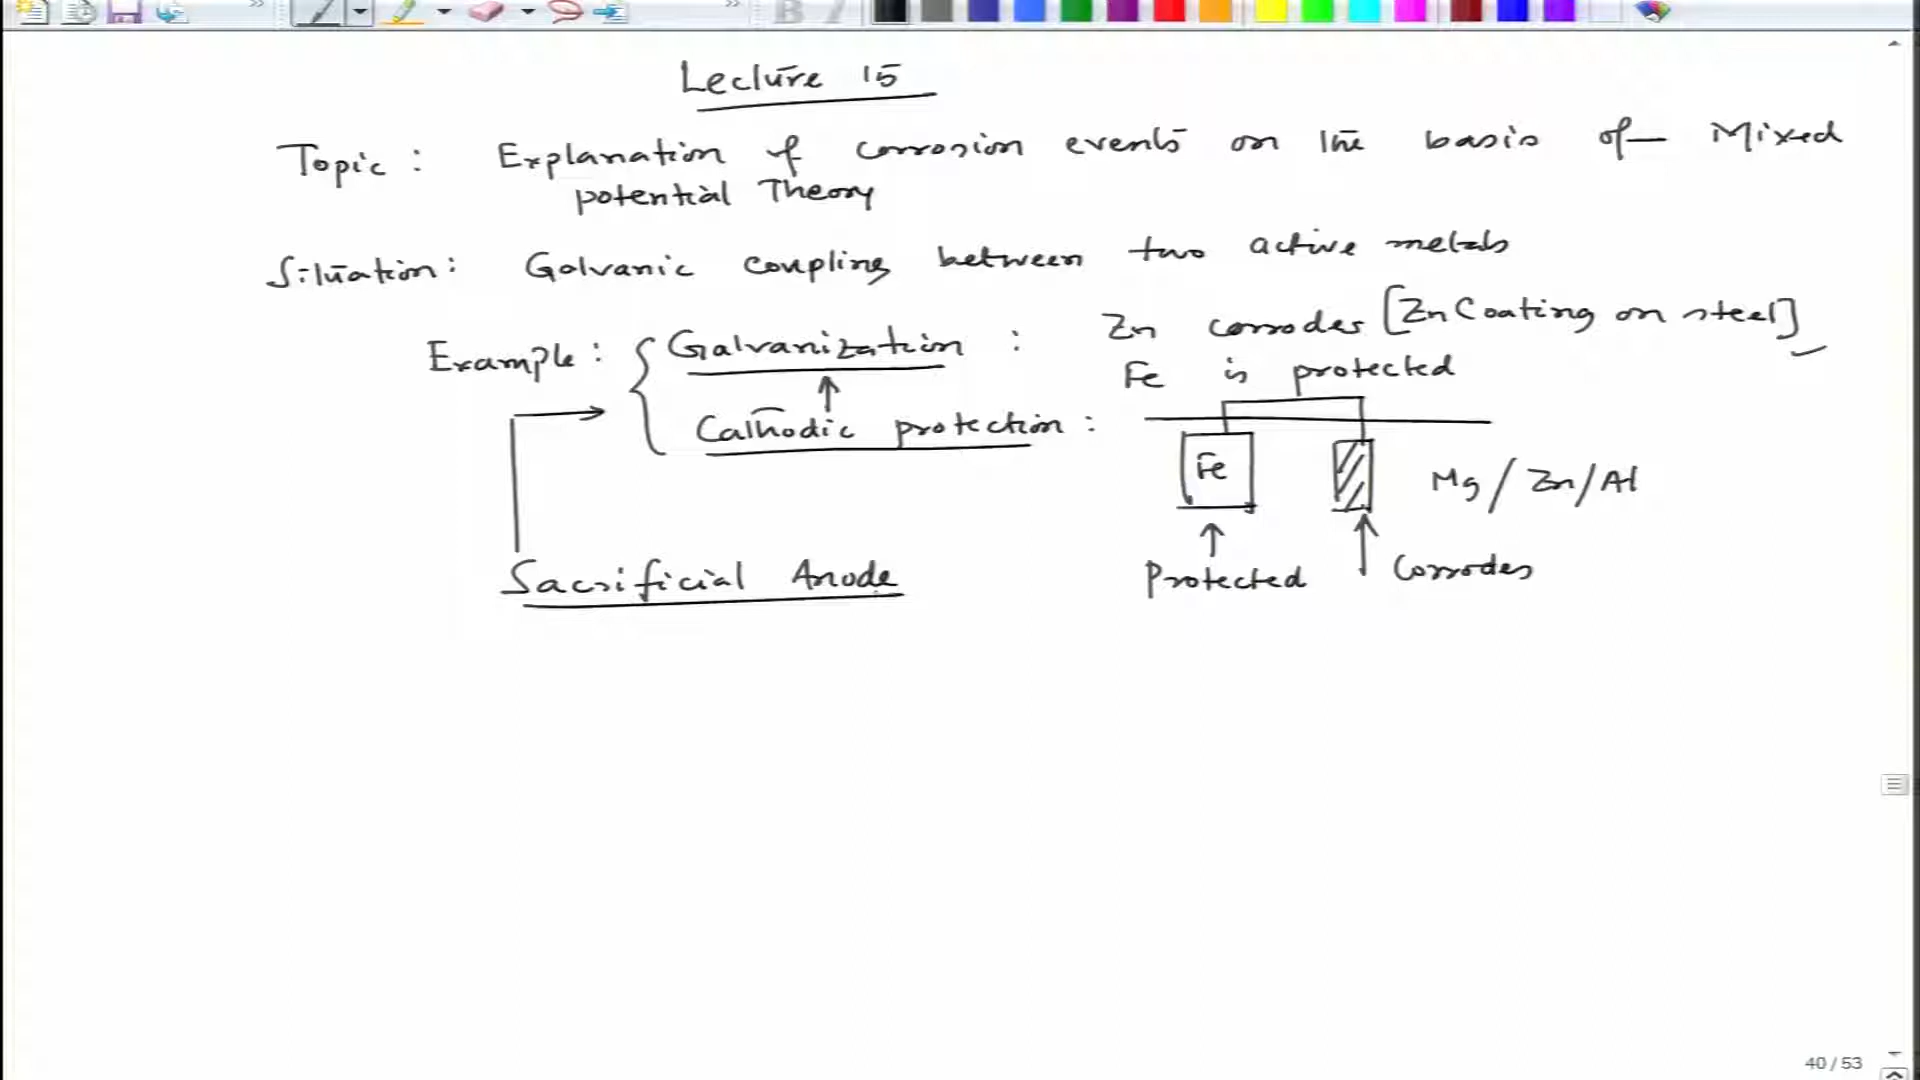 Lecture 15
Topic : Explanation of corrosion events on the basis of Mixed
potential Theory
Situation : Galvanic coupling between two active metals
Example : { Galvanization : Zn corrodes [Zn Coating on steel]
Fe is protected
Cathodic protection :
Fe
Mg / Zn / Al
Sacrificial Anode
Protected
Corrodes
40 / 53